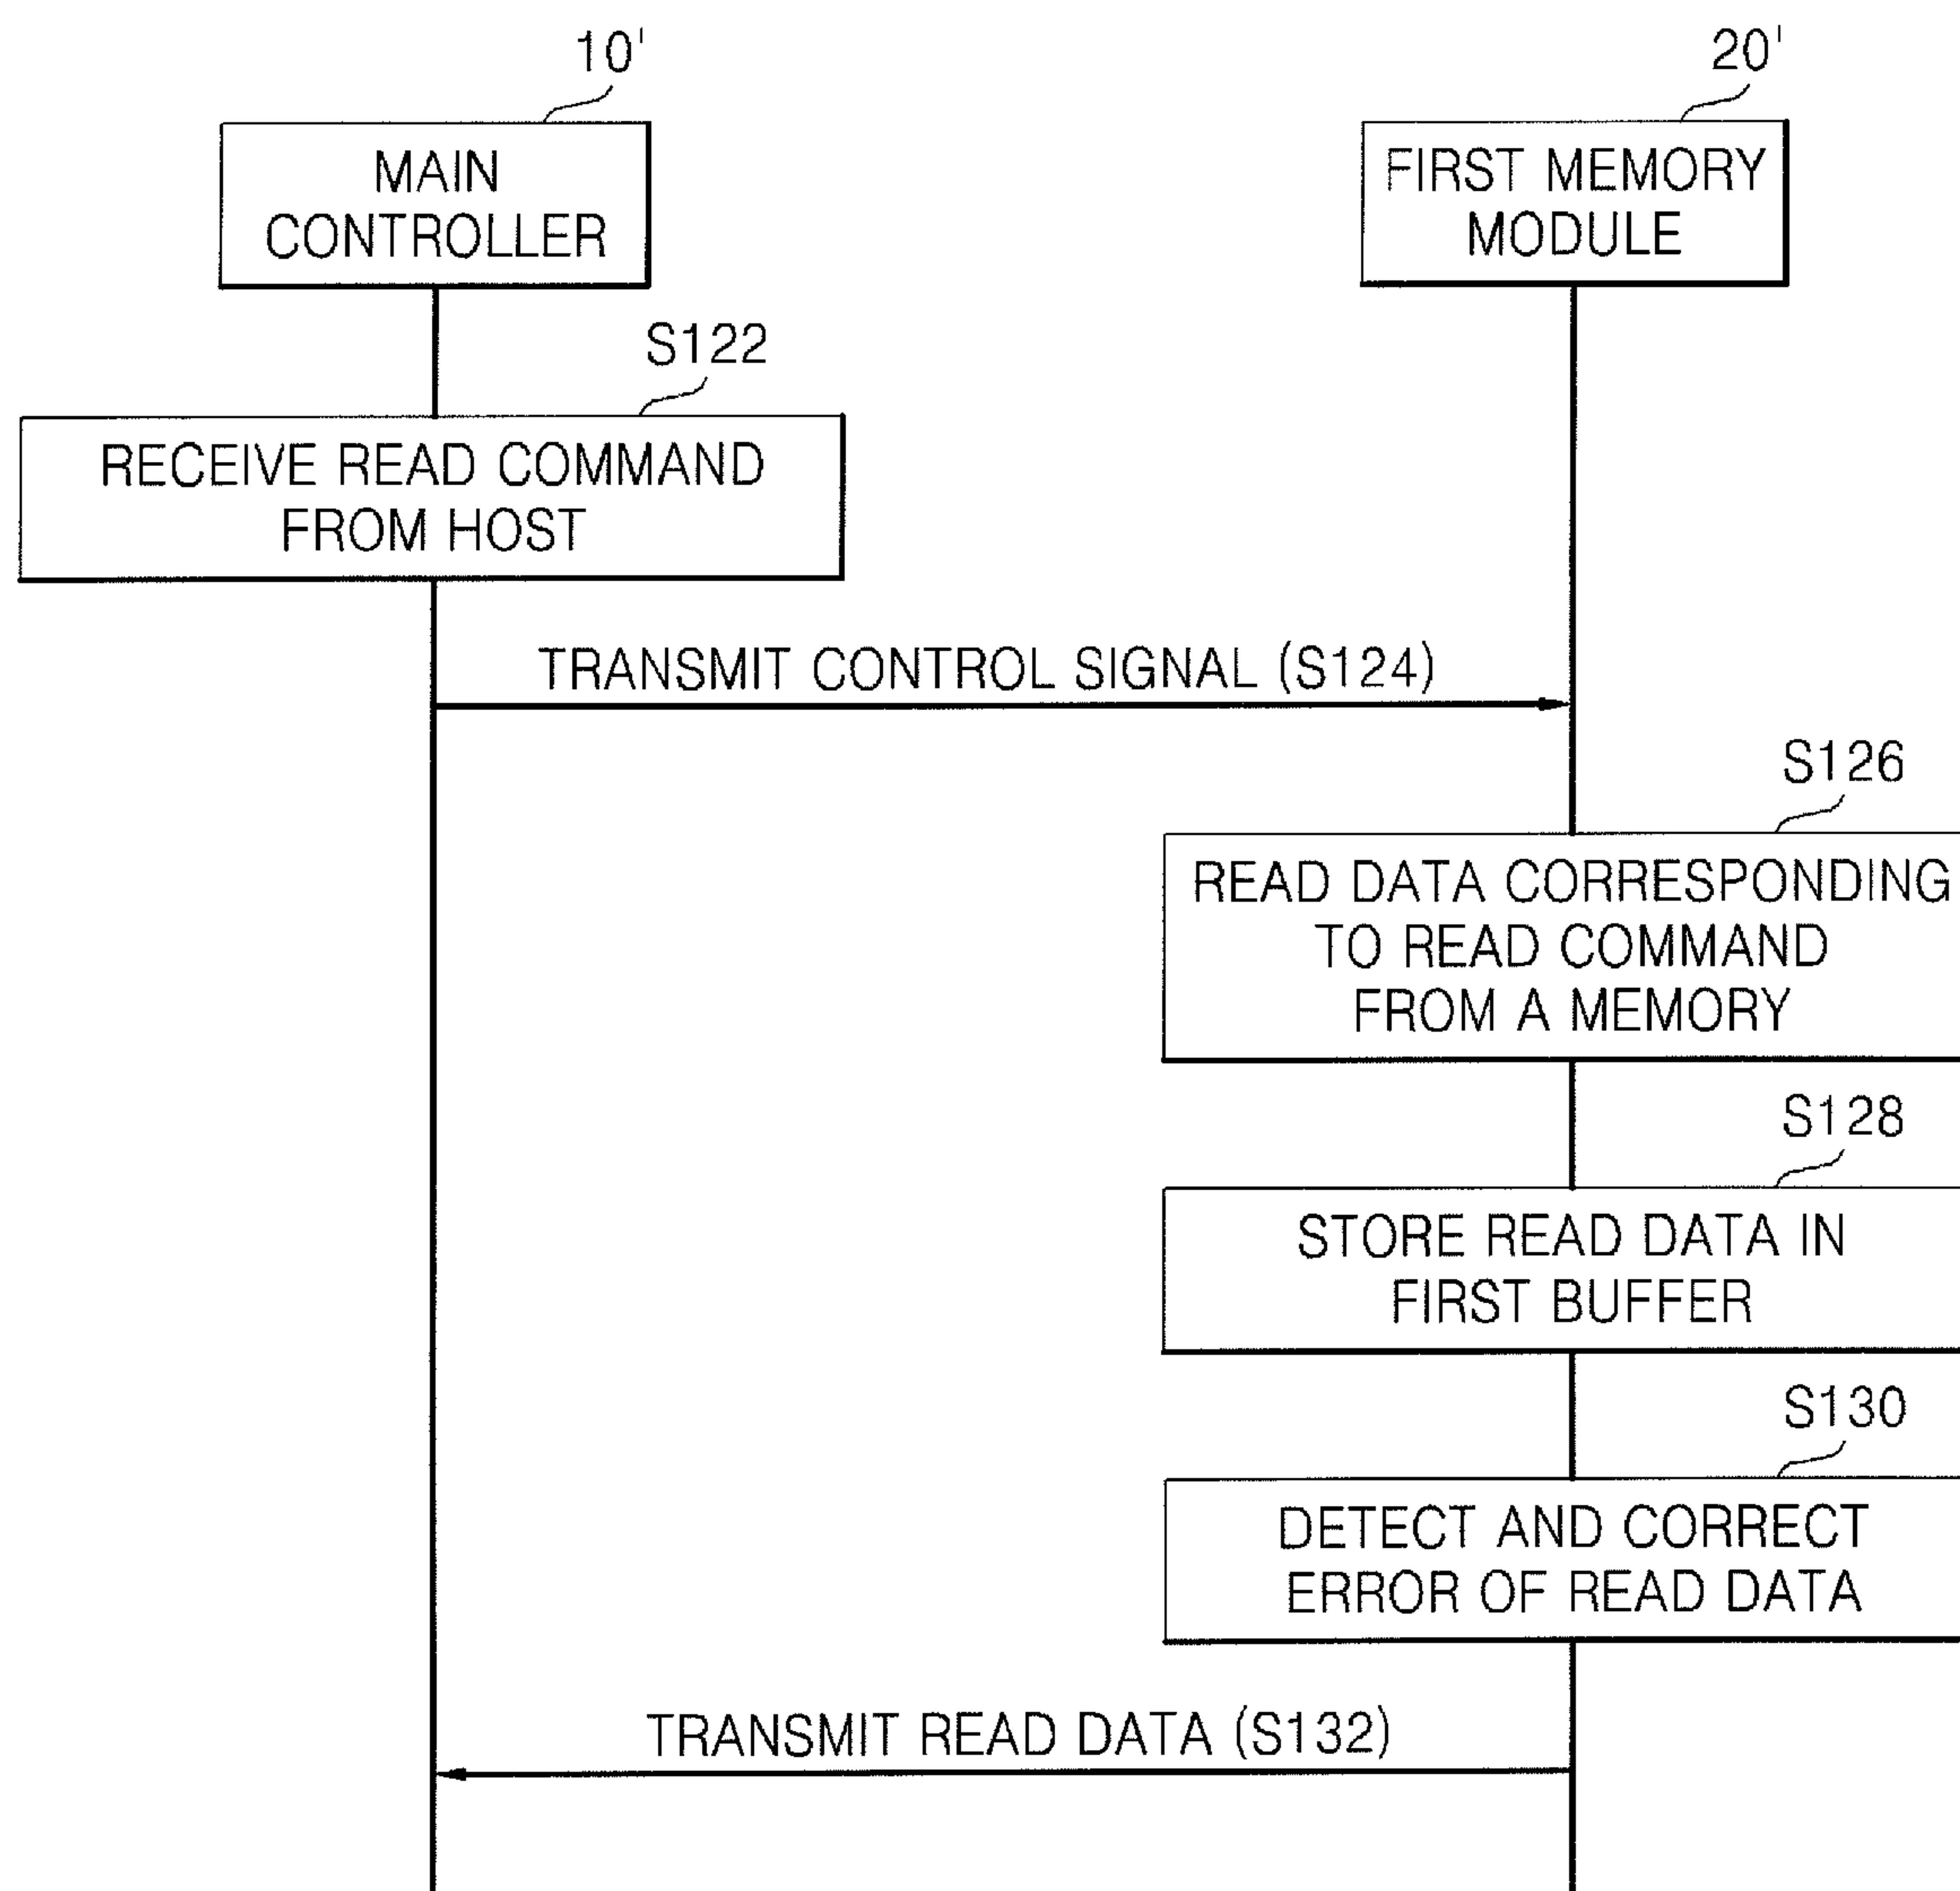 10'
20'
MAIN
CONTROLLER
FIRST MEMORY
MODULE
S122
RECEIVE READ COMMAND
FROM HOST
TRANSMIT CONTROL SIGNAL (S124)
S126
READ DATA CORRESPONDING
TO READ COMMAND
FROM A MEMORY
S128
STORE READ DATA IN
FIRST BUFFER
S130
DETECT AND CORRECT
ERROR OF READ DATA
TRANSMIT READ DATA (S132)